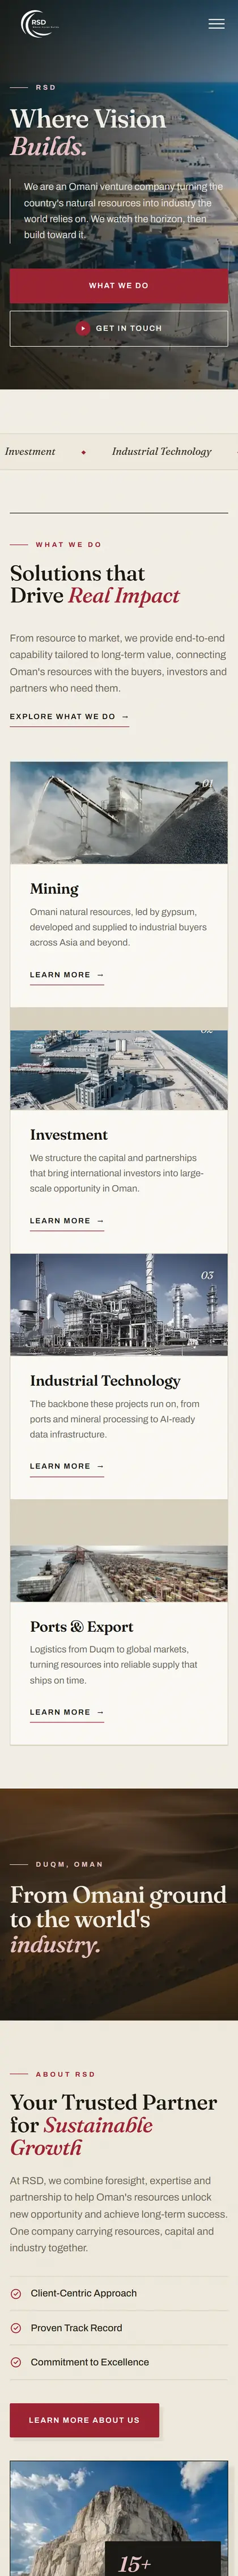 RSD
RSD
Where Vision
Builds.
We are an Omani venture company turning the
country's natural resources into industry the
world relies on. We watch the horizon, then
build toward it.
WHAT WE DO
GET IN TOUCH
Investment ◆ Industrial Technology
WHAT WE DO
Solutions that
Drive Real Impact
From resource to market, we provide end-to-end
capability tailored to long-term value, connecting
Oman's resources with the buyers, investors and
partners who need them.
EXPLORE WHAT WE DO →
01
Mining
Omani natural resources, led by gypsum,
developed and supplied to industrial buyers
across Asia and beyond.
LEARN MORE →
02
Investment
We structure the capital and partnerships
that bring international investors into large-
scale opportunity in Oman.
LEARN MORE →
03
Industrial Technology
The backbone these projects run on, from
ports and mineral processing to AI-ready
data infrastructure.
LEARN MORE →
Ports & Export
Logistics from Duqm to global markets,
turning resources into reliable supply that
ships on time.
LEARN MORE →
DUQM, OMAN
From Omani ground
to the world's
industry.
ABOUT RSD
Your Trusted Partner
for Sustainable
Growth
At RSD, we combine foresight, expertise and
partnership to help Oman's resources unlock
new opportunity and achieve long-term success.
One company carrying resources, capital and
industry together.
Client-Centric Approach
Proven Track Record
Commitment to Excellence
LEARN MORE ABOUT US
15+